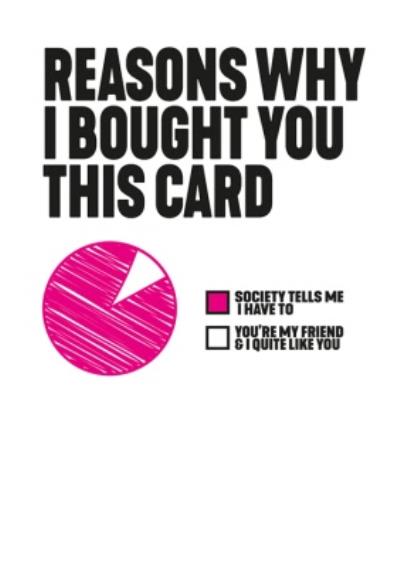 REASONS WHY
I BOUGHT YOU
THIS CARD
SOCIETY TELLS ME
I HAVE TO
YOU'RE MY FRIEND
& I QUITE LIKE YOU